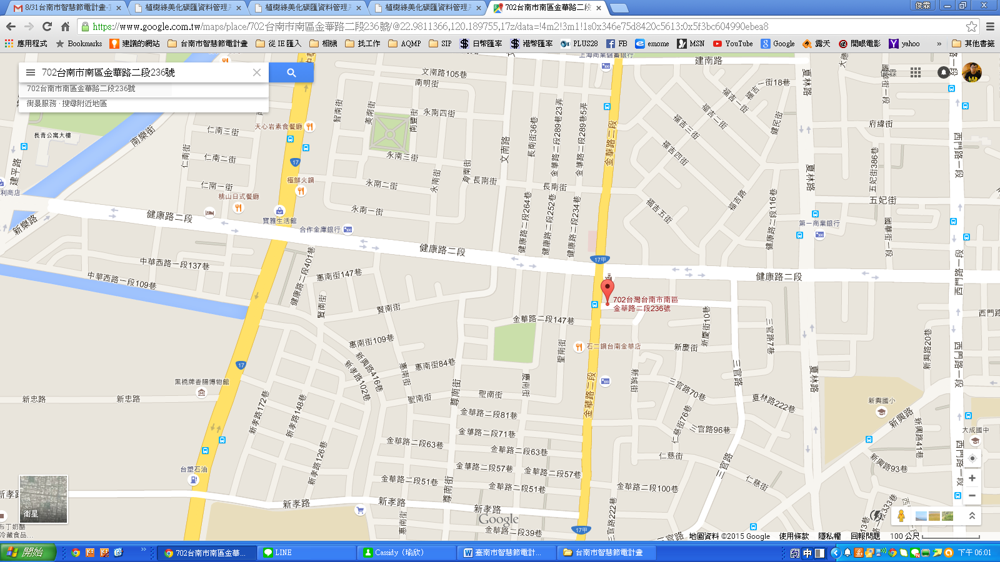 8/31台南市智慧節電計畫-
植樹綠美化碳匯資料管理
植樹綠美化碳匯資料管理
植樹綠美化碳匯資料管理
702台南市南區金華路二段
俊霖
https://www.google.com.tw/maps/place/702台南市南區金華路二段236號/@22.9811366,120.189755,17z/data=!4m2!3m1!1s0x346e75d8420c5613:0x5f3bc604990ebea8
應用程式
Bookmarks
建議的網站
台南市智慧節電計畫
從 IE 匯入
相機
找工作
AQMP
SIP
日幣匯率
港幣匯率
PLUS28
FB
emome
MSN
YouTube
Google
露天
開眼電影
yahoo
»
其他書籤
702台南市南區金華路二段236號
702台南市南區金華路二段236號
街景服務 · 搜尋附近地區
上海商業儲蓄銀行
建南路
文南路105巷
南明街
夏林路
福吉一街18巷
福吉一街
永南四街
智南街
美南街
南豐街
天心岩素食餐廳
仁南三街
南樂街
長青公寓大樓
建平路
仁南街
仁南二街
永南三街
文南路
長南街36巷
金華路二段289巷23弄
金華路二段289巷5弄
金華路二段
福吉二街
福吉三街
福吉四街
健民街
府緯街
西門路一段
17
極鮮火鍋
仁南一街
桃山日式餐廳
永南二街
永南街
育南街
長南街
長南街
夏林路
五妃街386巷
五妃街
利商店
新樂路
健康路二段
寶雅生活館
永南一街
合作金庫銀行
健康路二段264巷
健康路二段252巷
健康路二段234巷
福吉五街
福吉路
健康路二段116巷
第一商業銀行
國華街一段
健康路二段
17甲
健康路二段
中華西路一段137巷
中華西路一段109巷
健康路二段401巷
惠南街147巷
賢南街
賢南街
702台灣台南市南區
金華路二段236號
西門路一段
西門路
金華路二段147巷
新慶街10巷
三官路7巷
惠南街109巷
聖南街
石二鍋台南金華店
新慶街
新興路20巷
17
新興路416巷
新孝路102巷
惠南街84巷
惠南街
黑橋牌香腸博物館
新忠路
新忠路
聖南街
聖南街
慶南街
尊南街
金華路二段
新城街
三官路70巷
三官路
夏林路
夏林路222巷
西門路一段
新興國小
新興路
新孝路172巷
新孝路148巷
金華路二段81巷
金華路二段71巷
仁慈街76巷
三官路96巷
新興路41巷
大成國中
新孝路126巷
金華路二段63巷
金華路二段63巷
仁慈街
三官路
新興路93巷
西門路一段
台塑石油
金華路二段57巷
金華路二段57巷
金華路二段51巷
金華路二段51巷
金華路二段100巷
仁慈街
新孝路
新孝路
新孝路
新孝路
尊南街
惠南街
金華路二段39巷
金華路二段222巷
17甲
衛星
布丁奶酪
冷藏食品...
Google
地圖資料 ©2015 Google
使用條款
隱私權
回報問題
100 公尺
開始
702台南市南區金華...
LINE
Cassidy（瑜欣）
臺南市智慧節電計...
台南市智慧節電計畫
中
下午 06:01